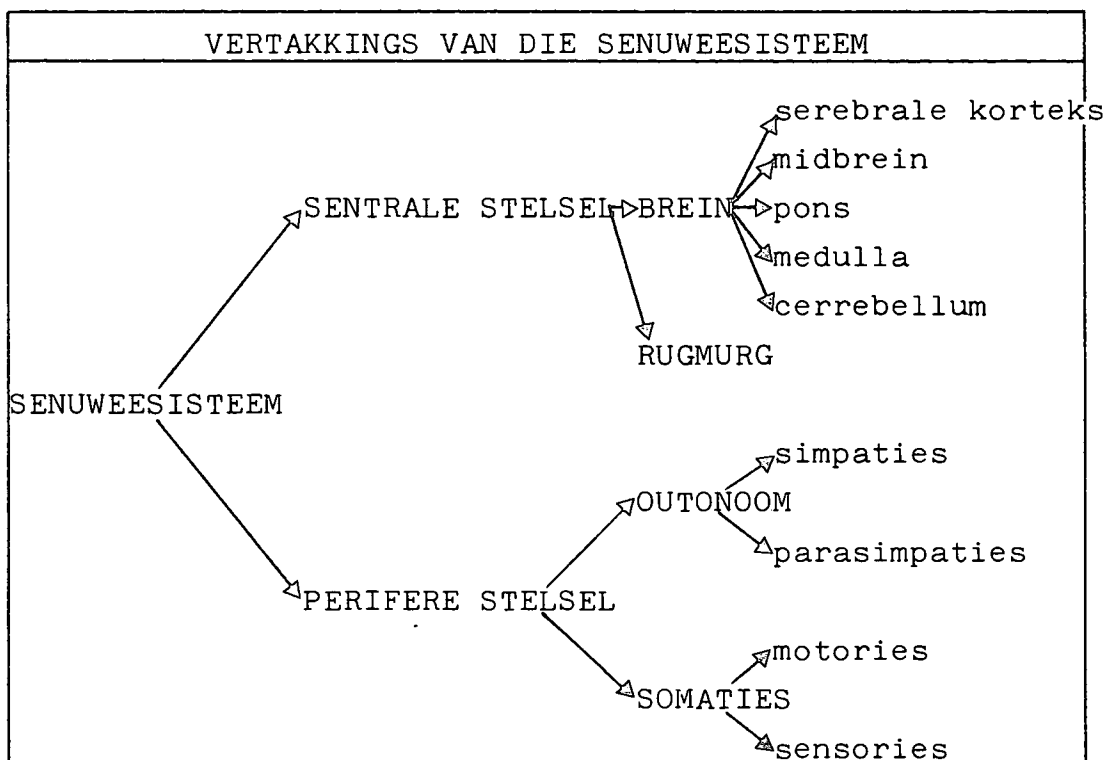 VERTAKKINGS VAN DIE SENUWEESISTEEM
serebrale korteks
midbrein
SENTRALE STELSEL BREIN pons
medulla
cerrebellum
RUGMURG
SENUWEESISTEEM
simpaties
OUTONOOM
parasimpaties
PERIFERE STELSEL
motories
SOMATIES
sensories